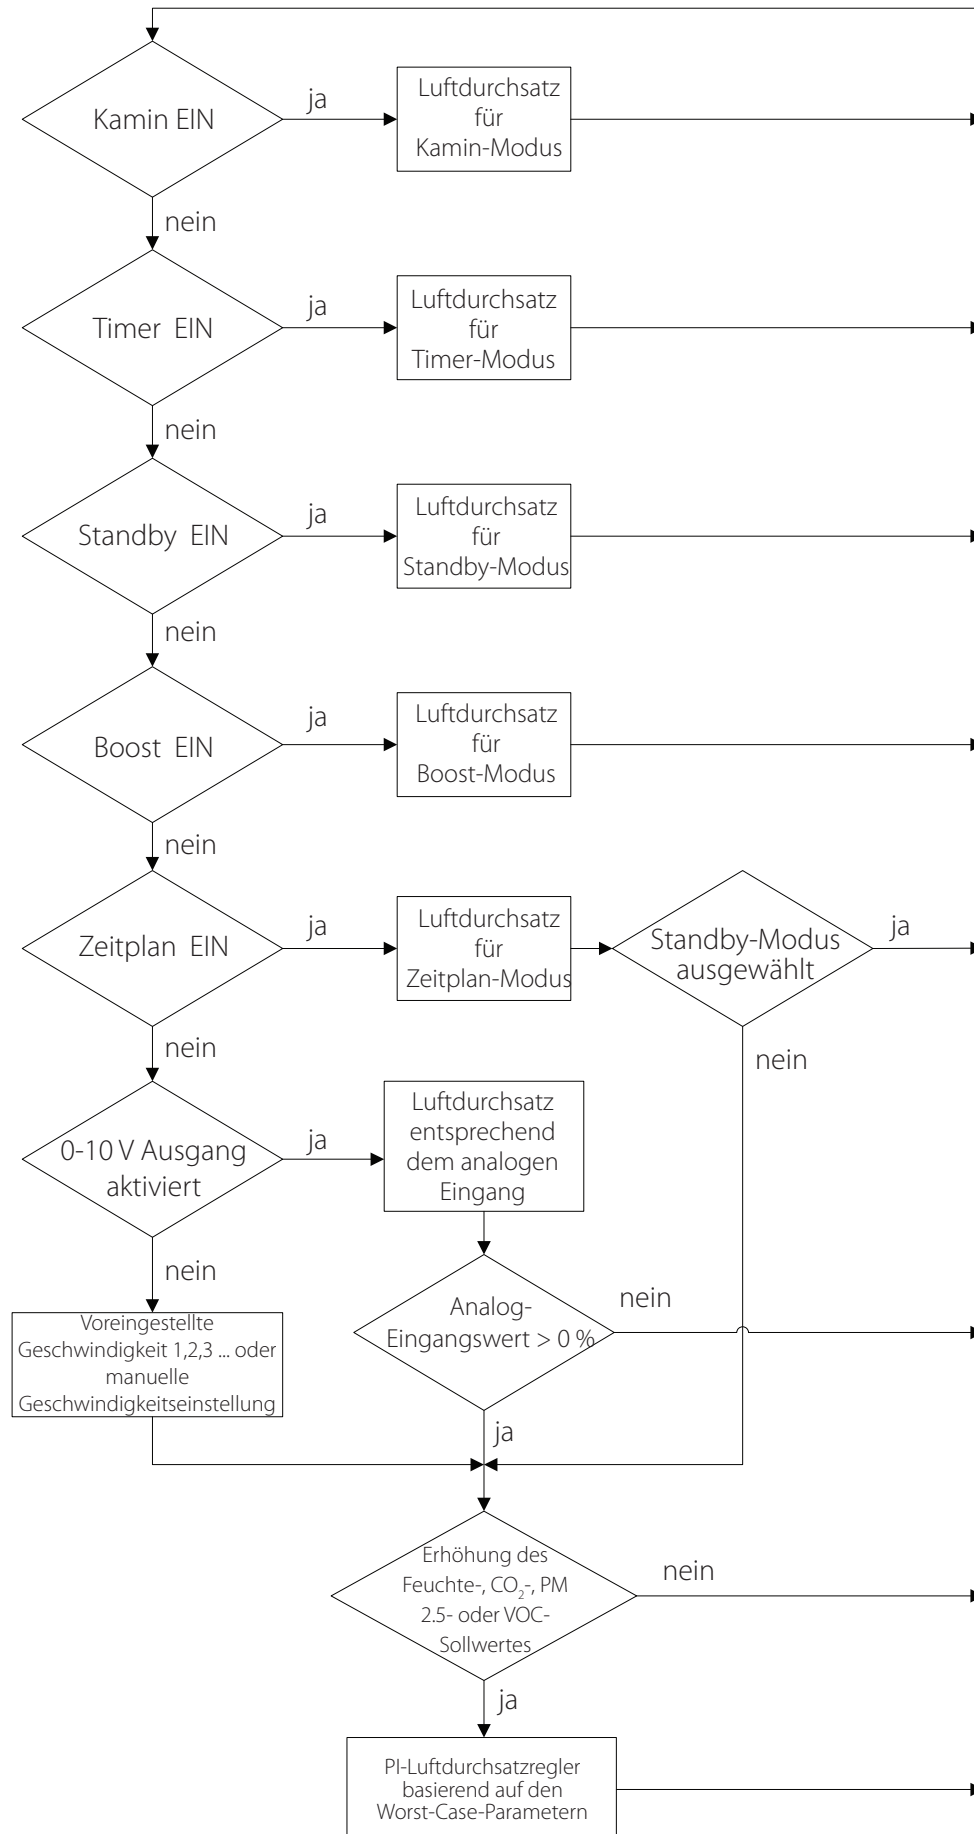 Kamin EIN
ja
Luftdurchsatz
für
Kamin-Modus
nein
Timer EIN
ja
Luftdurchsatz
für
Timer-Modus
nein
Standby EIN
ja
Luftdurchsatz
für
Standby-Modus
nein
Boost EIN
ja
Luftdurchsatz
für
Boost-Modus
nein
Zeitplan EIN
ja
Luftdurchsatz
für
Zeitplan-Modus
Standby-Modus
ausgewählt
ja
nein
nein
0-10 V Ausgang
aktiviert
ja
Luftdurchsatz
entsprechend
dem analogen
Eingang
nein
Voreingestellte
Geschwindigkeit 1,2,3 ... oder
manuelle
Geschwindigkeitseinstellung
Analog-
Eingangswert > 0 %
nein
ja
Erhöhung des
Feuchte-, CO₂-, PM
2.5- oder VOC-
Sollwertes
nein
ja
PI-Luftdurchsatzregler
basierend auf den
Worst-Case-Parametern